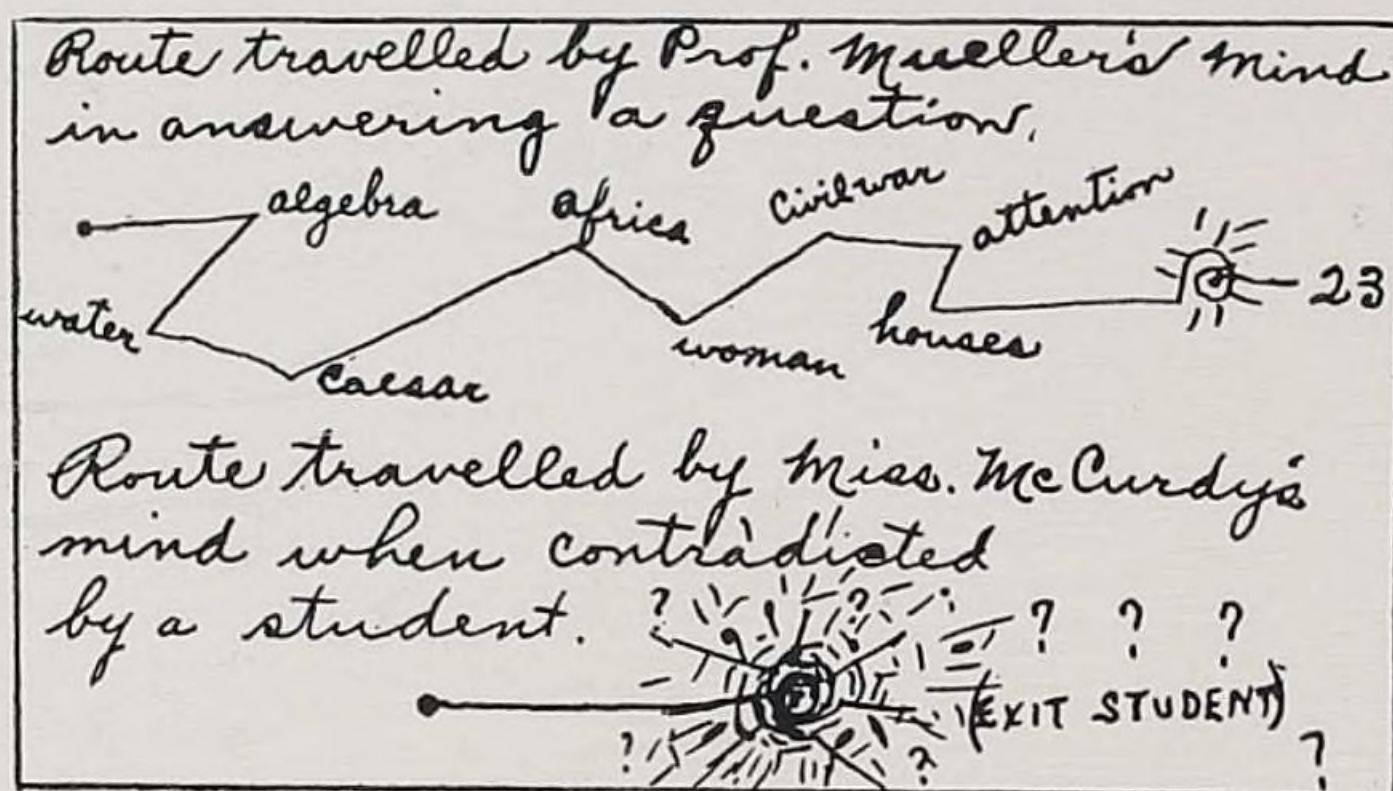 Route travelled by Prof. Mueller's mind
in answering a question.
algebra
africa
Civil war
attention
23
water
caesar
woman
houses
Route travelled by Miss. McCurdy's
mind when contradicted
by a student.
? ?
? ? ?
(EXIT STUDENT)
? ? ?